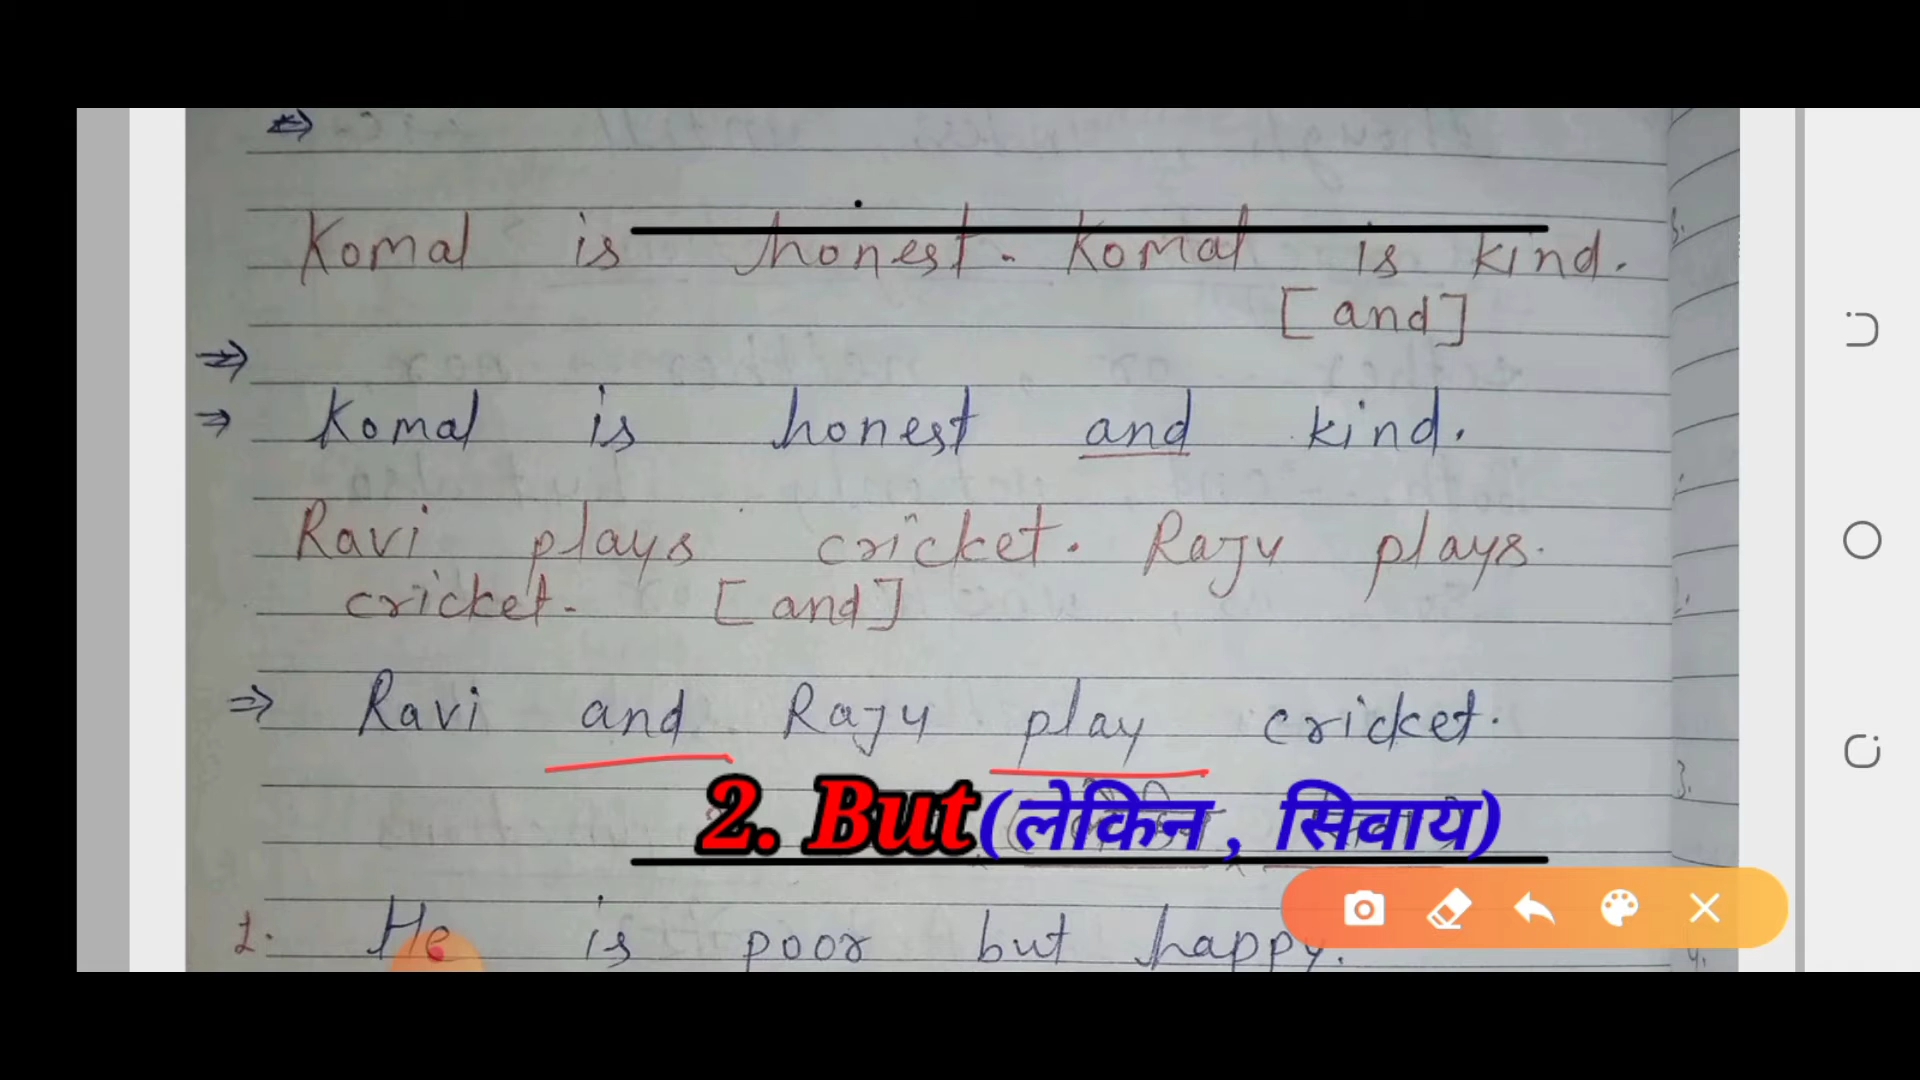 Komal is honest. Komal is kind.
[and]
Komal is honest and kind.
Ravi plays cricket. Raju plays.
cricket. [and]
Ravi and Raju play cricket.
2. But (लेकिन, सिवाय)
1. He is poor but happy.